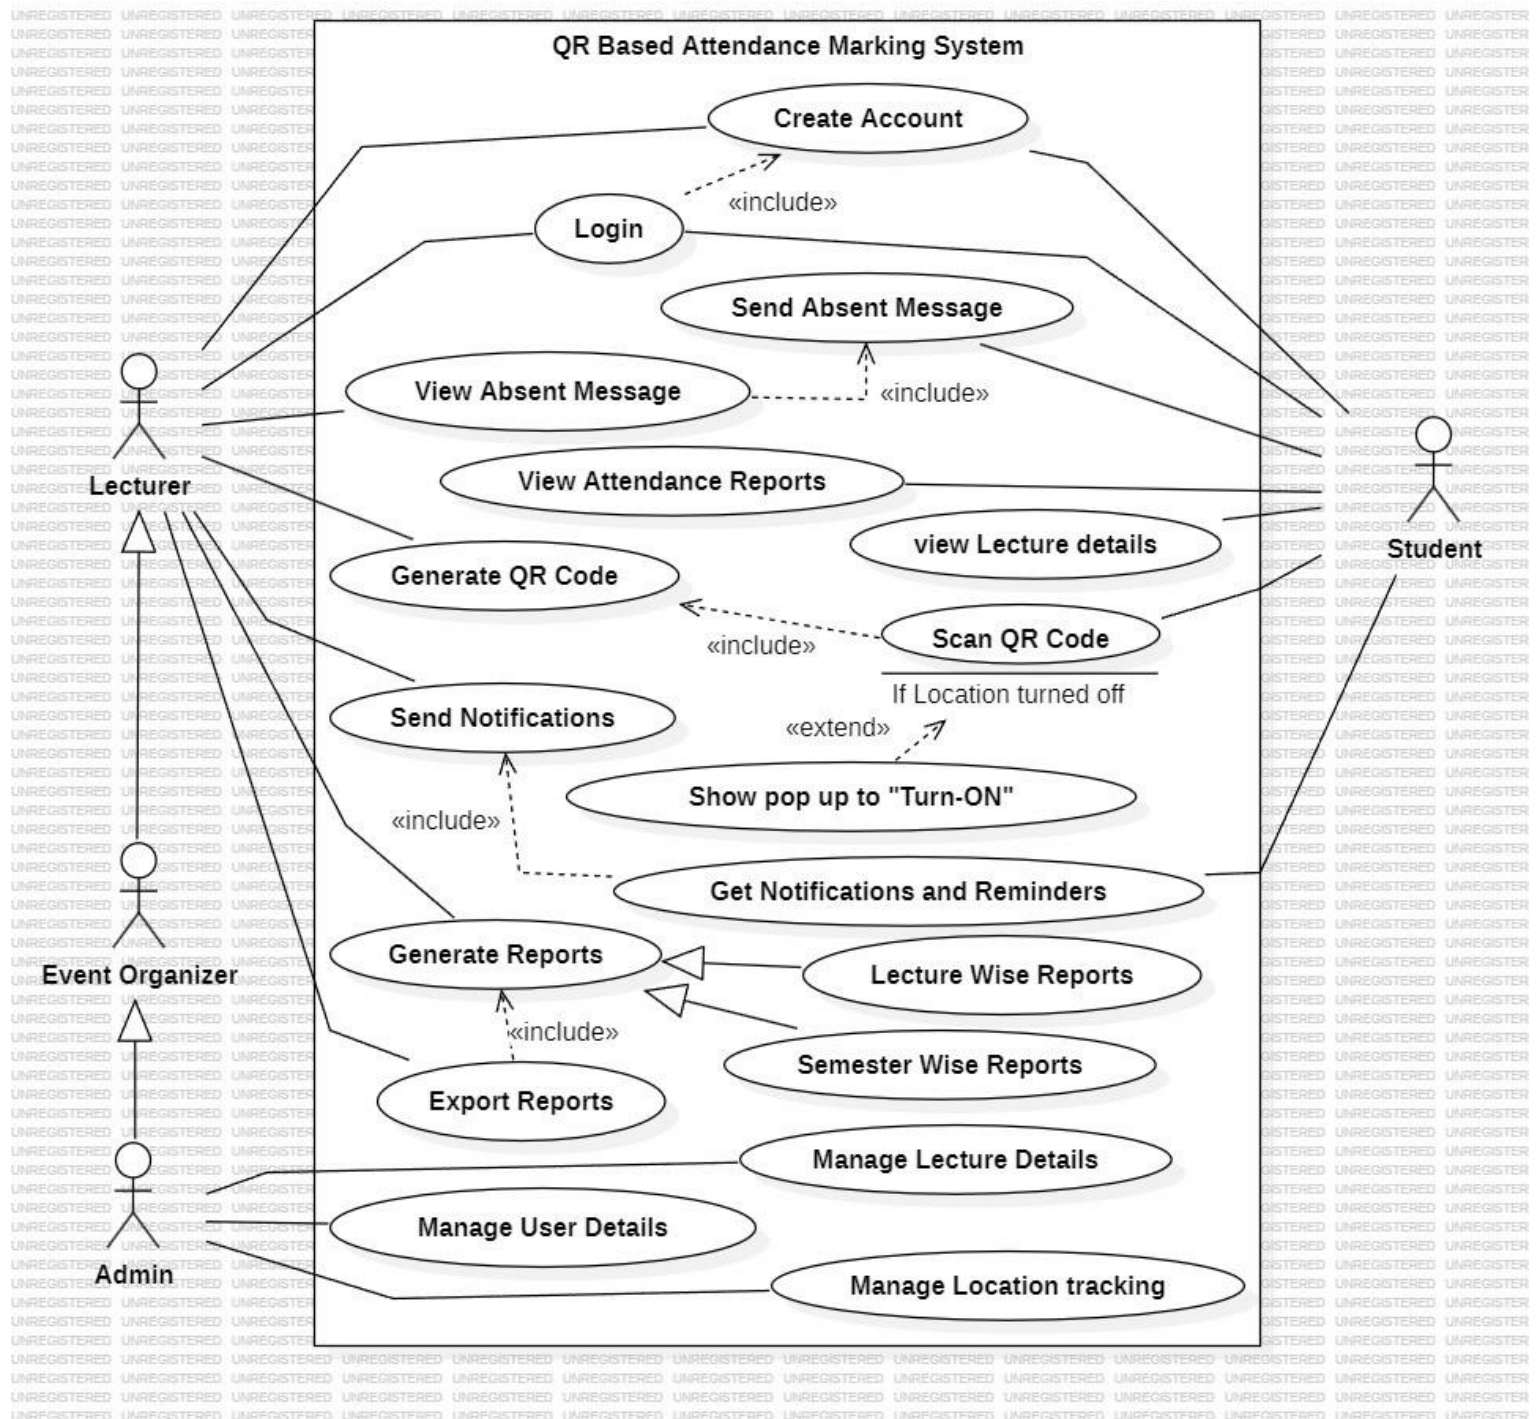 QR Based Attendance Marking System
Create Account
«include»
Login
Send Absent Message
View Absent Message
«include»
View Attendance Reports
Lecturer
view Lecture details
Student
Generate QR Code
Scan QR Code
«include»
If Location turned off
Send Notifications
«extend»
Show pop up to "Turn-ON"
«include»
Get Notifications and Reminders
Generate Reports
Lecture Wise Reports
Event Organizer
«include»
Semester Wise Reports
Export Reports
Manage Lecture Details
Manage User Details
Admin
Manage Location tracking
UNREGISTERED